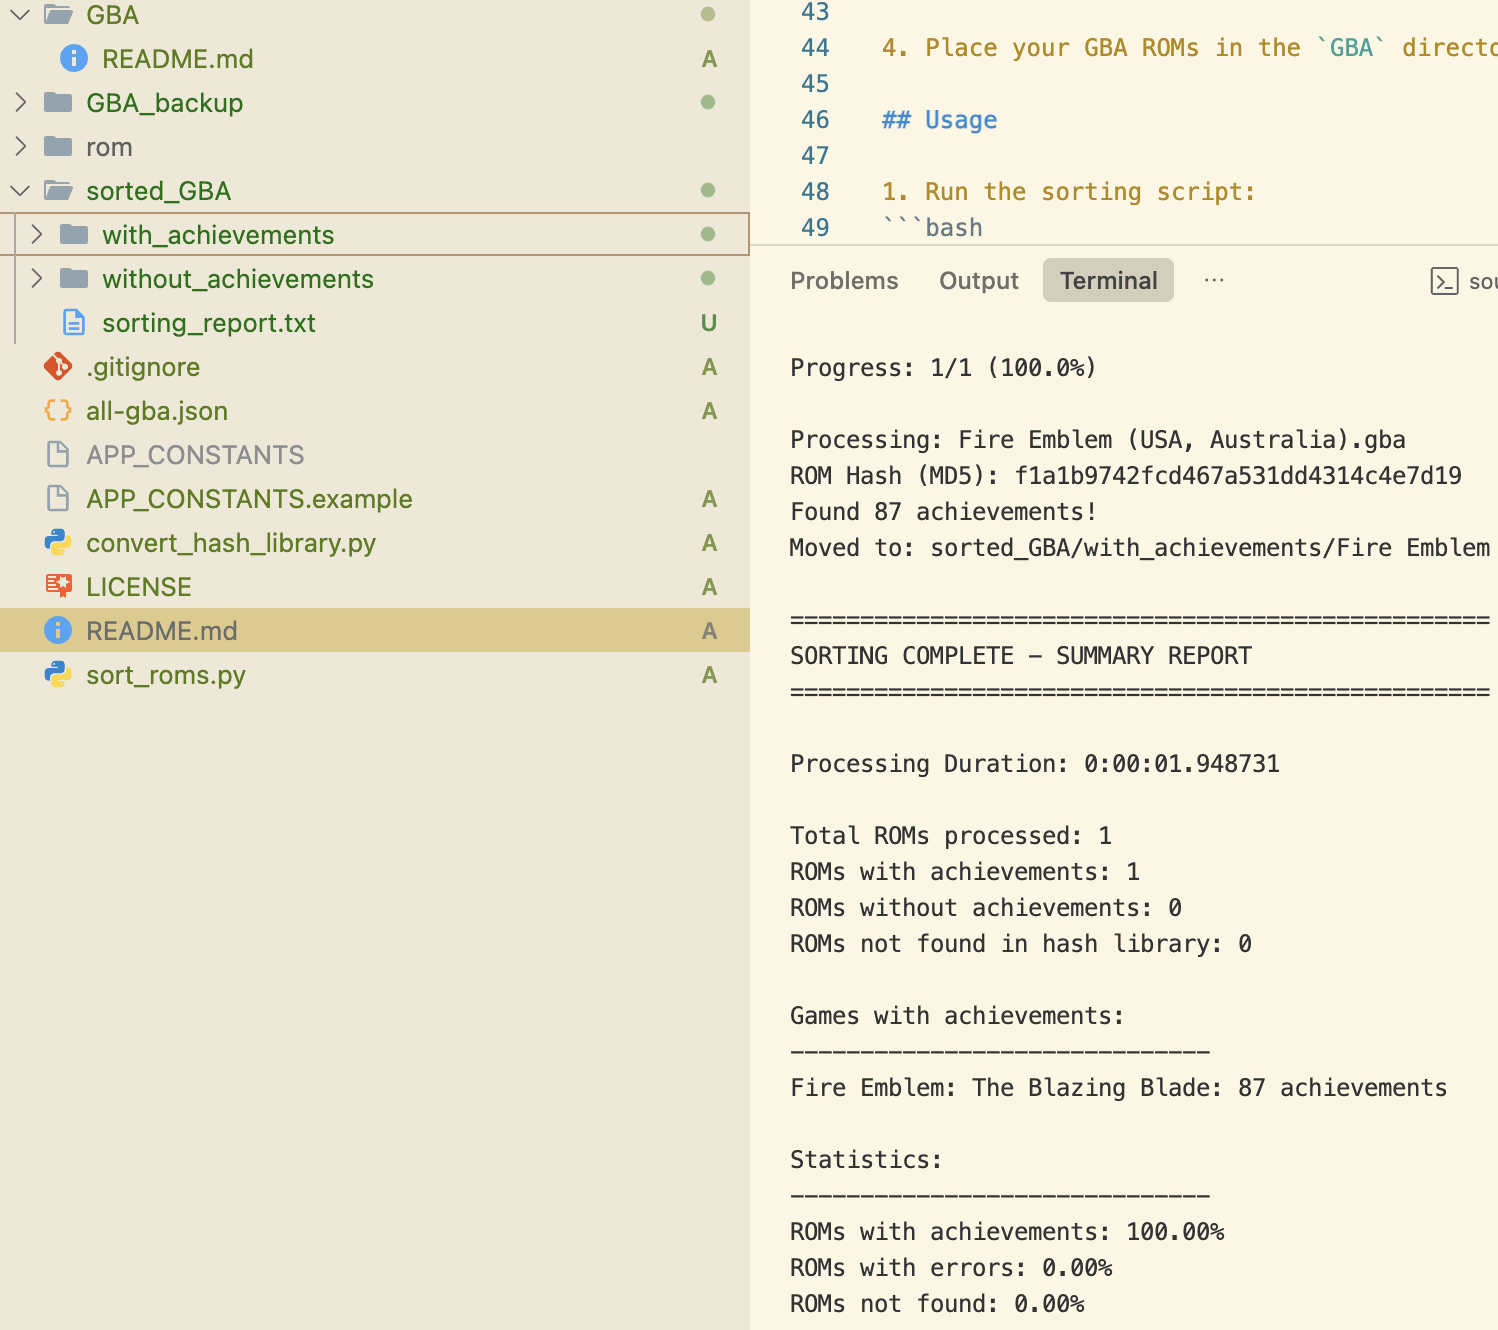 GBA
README.md A
GBA_backup
rom
sorted_GBA
with_achievements
without_achievements
sorting_report.txt U
.gitignore A
all-gba.json A
APP_CONSTANTS
APP_CONSTANTS.example A
convert_hash_library.py A
LICENSE A
README.md A
sort_roms.py A
43
44 4. Place your GBA ROMs in the `GBA` directo
45
46 ## Usage
47
48 1. Run the sorting script:
49 ```bash
Problems Output Terminal ··· sou
Progress: 1/1 (100.0%)
Processing: Fire Emblem (USA, Australia).gba
ROM Hash (MD5): f1a1b9742fcd467a531dd4314c4e7d19
Found 87 achievements!
Moved to: sorted_GBA/with_achievements/Fire Emblem
==================================================
SORTING COMPLETE - SUMMARY REPORT
==================================================
Processing Duration: 0:00:01.948731
Total ROMs processed: 1
ROMs with achievements: 1
ROMs without achievements: 0
ROMs not found in hash library: 0
Games with achievements:
------------------------------
Fire Emblem: The Blazing Blade: 87 achievements
Statistics:
------------------------------
ROMs with achievements: 100.00%
ROMs with errors: 0.00%
ROMs not found: 0.00%